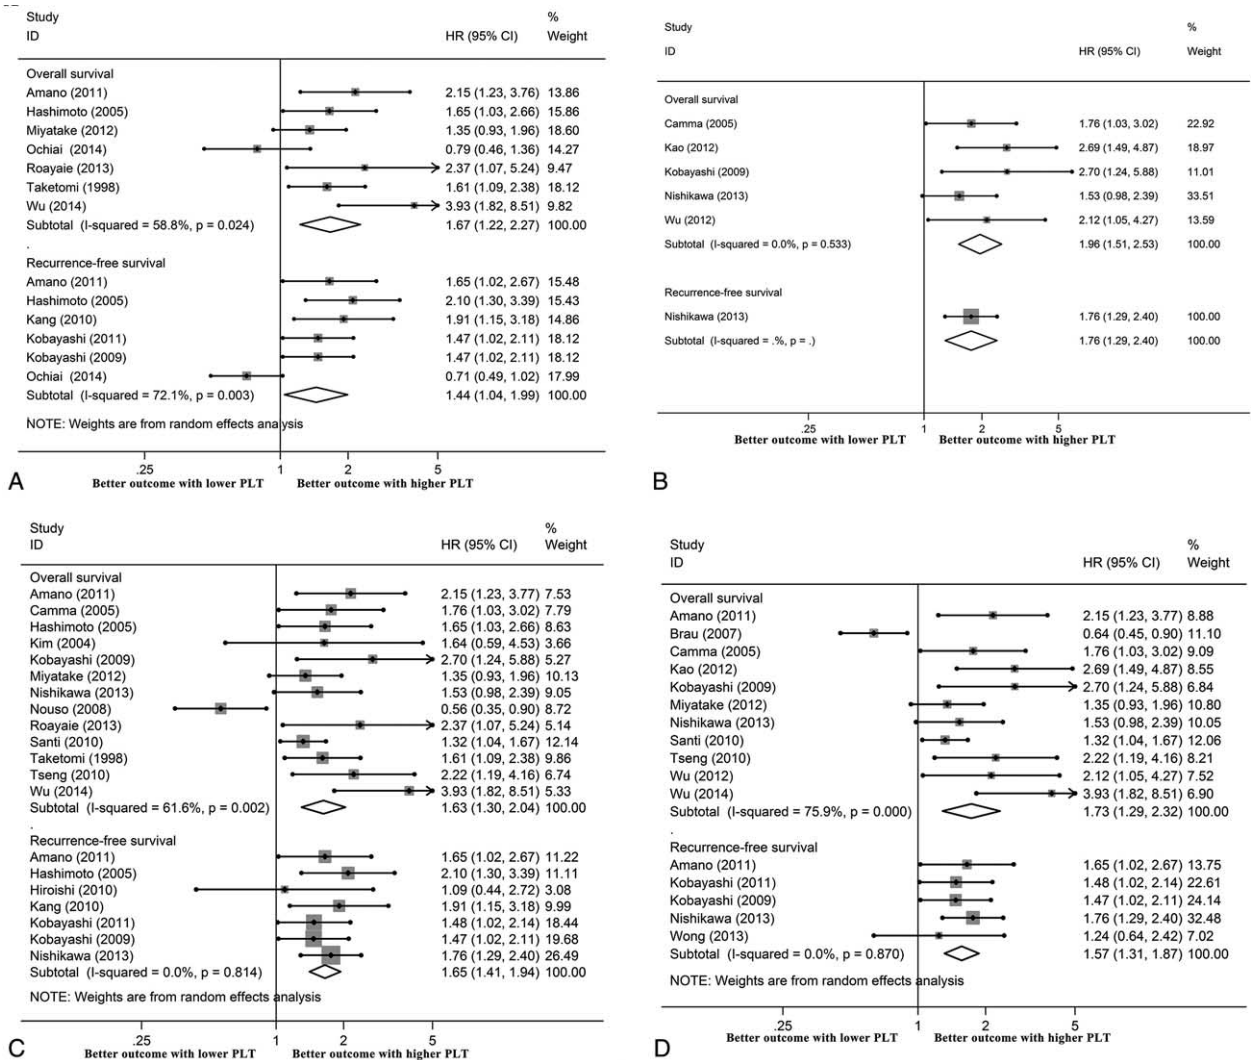 Study %
ID HR (95% CI) Weight
Overall survival
Amano (2011) 2.15 (1.23, 3.76) 13.86
Hashimoto (2005) 1.65 (1.03, 2.66) 15.86
Miyatake (2012) 1.35 (0.93, 1.96) 18.60
Ochiai (2014) 0.79 (0.46, 1.36) 14.27
Roayaie (2013) 2.37 (1.07, 5.24) 9.47
Taketomi (1998) 1.61 (1.09, 2.38) 18.12
Wu (2014) 3.93 (1.82, 8.51) 9.82
Subtotal (I-squared = 58.8%, p = 0.024) 1.67 (1.22, 2.27) 100.00
.
Recurrence-free survival
Amano (2011) 1.65 (1.02, 2.67) 15.48
Hashimoto (2005) 2.10 (1.30, 3.39) 15.43
Kang (2010) 1.91 (1.15, 3.18) 14.86
Kobayashi (2011) 1.47 (1.02, 2.11) 18.12
Kobayashi (2009) 1.47 (1.02, 2.11) 18.12
Ochiai (2014) 0.71 (0.49, 1.02) 17.99
Subtotal (I-squared = 72.1%, p = 0.003) 1.44 (1.04, 1.99) 100.00
NOTE: Weights are from random effects analysis
.25 1 2 5
Better outcome with lower PLT Better outcome with higher PLT
A
Study %
ID HR (95% CI) Weight
Overall survival
Camma (2005) 1.76 (1.03, 3.02) 22.92
Kao (2012) 2.69 (1.49, 4.87) 18.97
Kobayashi (2009) 2.70 (1.24, 5.88) 11.01
Nishikawa (2013) 1.53 (0.98, 2.39) 33.51
Wu (2012) 2.12 (1.05, 4.27) 13.59
Subtotal (I-squared = 0.0%, p = 0.533) 1.96 (1.51, 2.53) 100.00
Recurrence-free survival
Nishikawa (2013) 1.76 (1.29, 2.40) 100.00
Subtotal (I-squared = .%, p = .) 1.76 (1.29, 2.40) 100.00
.25 1 2 5
Better outcome with lower PLT Better outcome with higher PLT
B
Study %
ID HR (95% CI) Weight
Overall survival
Amano (2011) 2.15 (1.23, 3.77) 7.53
Camma (2005) 1.76 (1.03, 3.02) 7.79
Hashimoto (2005) 1.65 (1.03, 2.66) 8.63
Kim (2004) 1.64 (0.59, 4.53) 3.66
Kobayashi (2009) 2.70 (1.24, 5.88) 5.27
Miyatake (2012) 1.35 (0.93, 1.96) 10.13
Nishikawa (2013) 1.53 (0.98, 2.39) 9.05
Nouso (2008) 0.56 (0.35, 0.90) 8.72
Roayaie (2013) 2.37 (1.07, 5.24) 5.14
Santi (2010) 1.32 (1.04, 1.67) 12.14
Taketomi (1998) 1.61 (1.09, 2.38) 9.86
Tseng (2010) 2.22 (1.19, 4.16) 6.74
Wu (2014) 3.93 (1.82, 8.51) 5.33
Subtotal (I-squared = 61.6%, p = 0.002) 1.63 (1.30, 2.04) 100.00
.
Recurrence-free survival
Amano (2011) 1.65 (1.02, 2.67) 11.22
Hashimoto (2005) 2.10 (1.30, 3.39) 11.11
Hiroishi (2010) 1.09 (0.44, 2.72) 3.08
Kang (2010) 1.91 (1.15, 3.18) 9.99
Kobayashi (2011) 1.48 (1.02, 2.14) 18.44
Kobayashi (2009) 1.47 (1.02, 2.11) 19.68
Nishikawa (2013) 1.76 (1.29, 2.40) 26.49
Subtotal (I-squared = 0.0%, p = 0.814) 1.65 (1.41, 1.94) 100.00
NOTE: Weights are from random effects analysis
.25 1 2 5
Better outcome with lower PLT Better outcome with higher PLT
C
Study %
ID HR (95% CI) Weight
Overall survival
Amano (2011) 2.15 (1.23, 3.77) 8.88
Brau (2007) 0.64 (0.45, 0.90) 11.10
Camma (2005) 1.76 (1.03, 3.02) 9.09
Kao (2012) 2.69 (1.49, 4.87) 8.55
Kobayashi (2009) 2.70 (1.24, 5.88) 6.84
Miyatake (2012) 1.35 (0.93, 1.96) 10.80
Nishikawa (2013) 1.53 (0.98, 2.39) 10.05
Santi (2010) 1.32 (1.04, 1.67) 12.06
Tseng (2010) 2.22 (1.19, 4.16) 8.21
Wu (2012) 2.12 (1.05, 4.27) 7.52
Wu (2014) 3.93 (1.82, 8.51) 6.90
Subtotal (I-squared = 75.9%, p = 0.000) 1.73 (1.29, 2.32) 100.00
.
Recurrence-free survival
Amano (2011) 1.65 (1.02, 2.67) 13.75
Kobayashi (2011) 1.48 (1.02, 2.14) 22.61
Kobayashi (2009) 1.47 (1.02, 2.11) 24.14
Nishikawa (2013) 1.76 (1.29, 2.40) 32.48
Wong (2013) 1.24 (0.64, 2.42) 7.02
Subtotal (I-squared = 0.0%, p = 0.870) 1.57 (1.31, 1.87) 100.00
NOTE: Weights are from random effects analysis
.25 1 2 5
Better outcome with lower PLT Better outcome with higher PLT
D